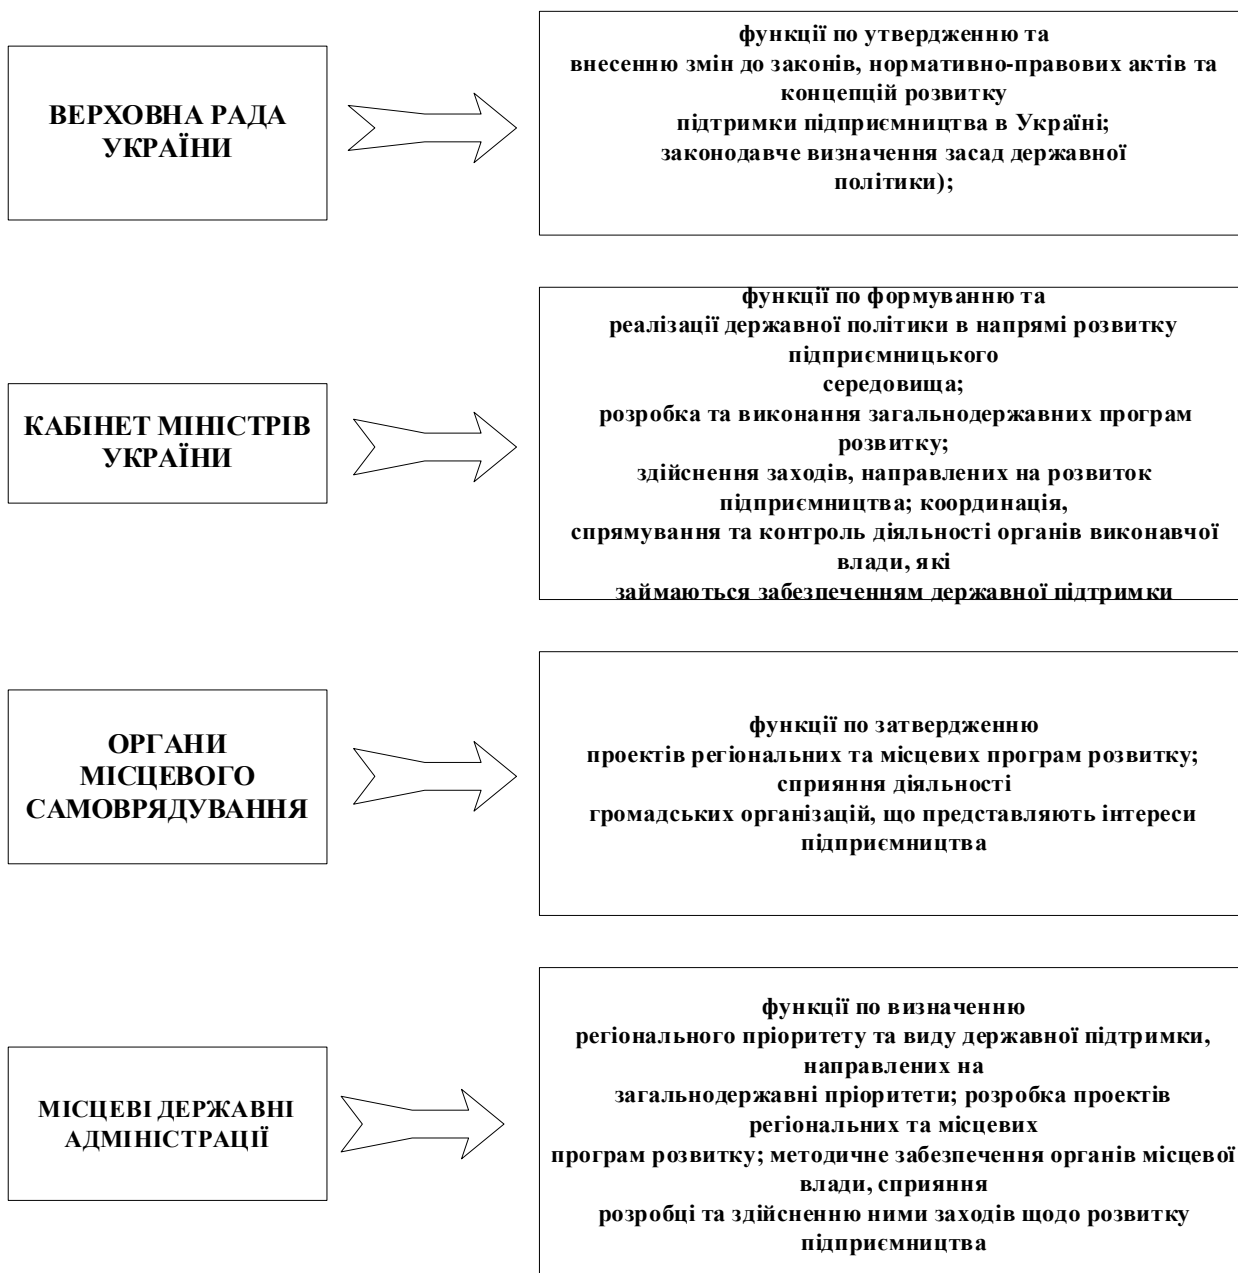 ВЕРХОВНА РАДА
УКРАЇНИ
функції по утвердженню та
внесенню змін до законів, нормативно-правових актів та
концепцій розвитку
підтримки підприємництва в Україні;
законодавче визначення засад державної
політики);
КАБІНЕТ МІНІСТРІВ
УКРАЇНИ
функції по формуванню та
реалізації державної політики в напрямі розвитку
підприємницького
середовища;
розробка та виконання загальнодержавних програм
розвитку;
здійснення заходів, направлених на розвиток
підприємництва; координація,
спрямування та контроль діяльності органів виконавчої
влади, які
займаються забезпеченням державної підтримки
ОРГАНИ
МІСЦЕВОГО
САМОВРЯДУВАННЯ
функції по затвердженню
проектів регіональних та місцевих програм розвитку;
сприяння діяльності
громадських організацій, що представляють інтереси
підприємництва
МІСЦЕВІ ДЕРЖАВНІ
АДМІНІСТРАЦІЇ
функції по визначенню
регіонального пріоритету та виду державної підтримки,
направлених на
загальнодержавні пріоритети; розробка проектів
регіональних та місцевих
програм розвитку; методичне забезпечення органів місцевої
влади, сприяння
розробці та здійсненню ними заходів щодо розвитку
підприємництва